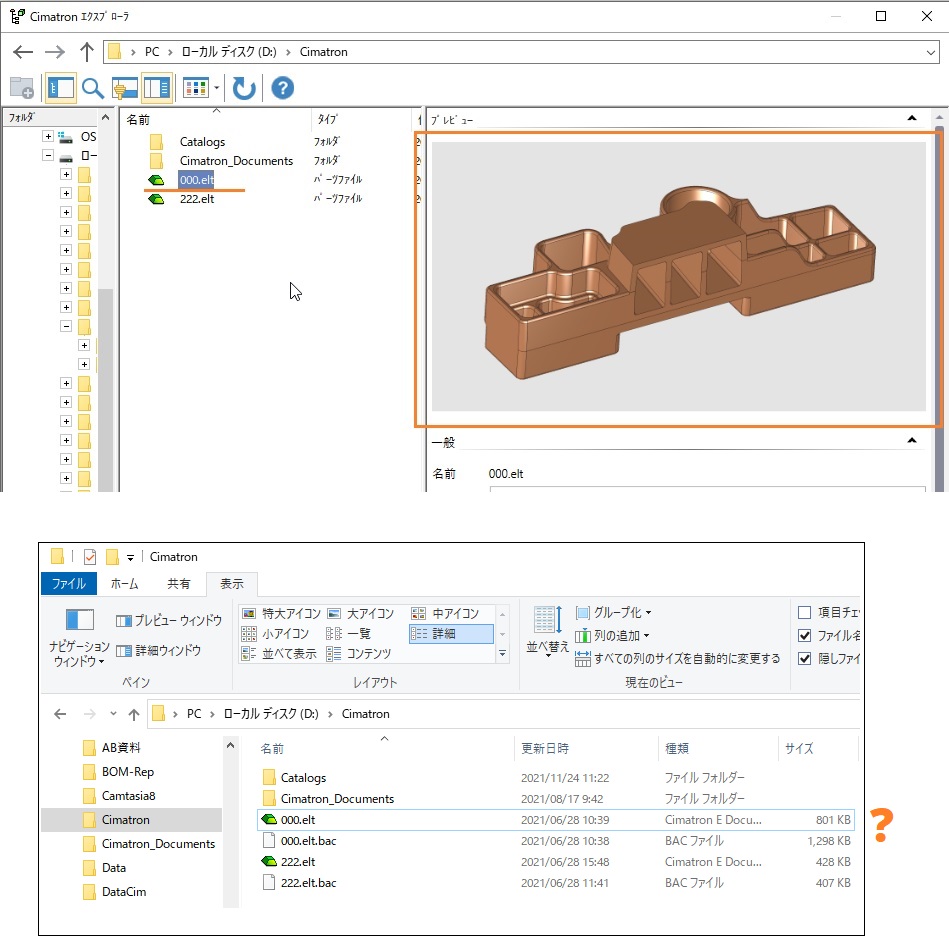 Cimatron エクスプローラ
PC › ローカル ディスク (D:) › Cimatron
フォルダ
名前
タイプ
プレビュー
OS
ロー
Catalogs フォルダ
Cimatron_Documents フォルダ
000.elt パーツファイル
222.elt パーツファイル
一般
名前 000.elt
Cimatron
ファイル ホーム 共有 表示
ナビゲーション
ウィンドウ
プレビュー ウィンドウ
詳細ウィンドウ
ペイン
特大アイコン 大アイコン 中アイコン
小アイコン 一覧 詳細
並べて表示 コンテンツ
レイアウト
並べ替え
グループ化
列の追加
すべての列のサイズを自動的に変更する
現在のビュー
項目チェ
ファイル名
隠しファイ
PC › ローカル ディスク (D:) › Cimatron
AB資料
BOM-Rep
Camtasia8
Cimatron
Cimatron_Documents
Data
DataCim
名前 更新日時 種類 サイズ
Catalogs 2021/11/24 11:22 ファイル フォルダー
Cimatron_Documents 2021/08/17 9:42 ファイル フォルダー
000.elt 2021/06/28 10:39 Cimatron E Docu... 801 KB
000.elt.bac 2021/06/28 10:38 BAC ファイル 1,298 KB
222.elt 2021/06/28 15:48 Cimatron E Docu... 428 KB
222.elt.bac 2021/06/28 11:41 BAC ファイル 407 KB
?